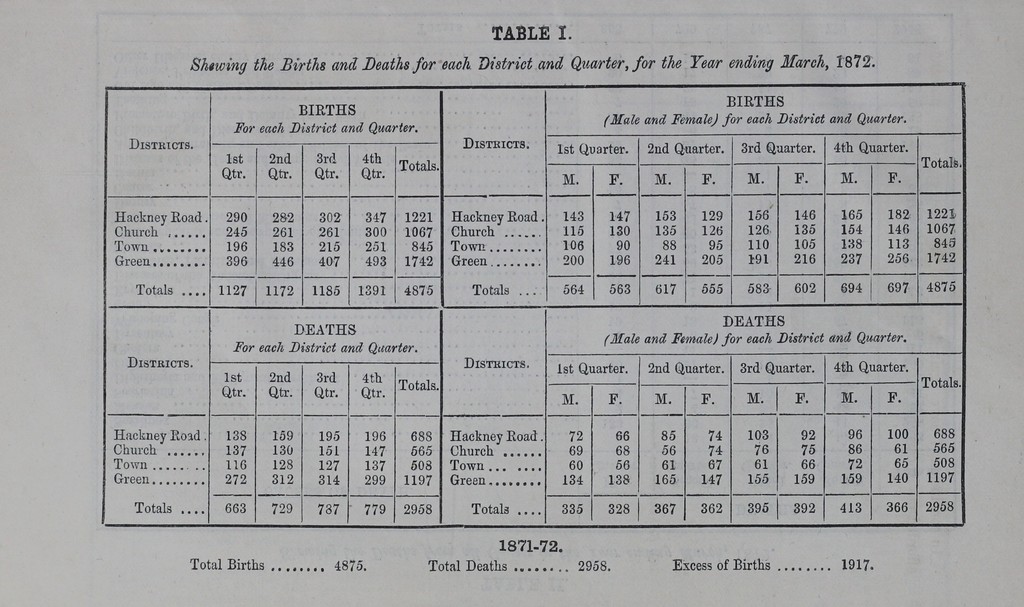 TABLE I.
Showing the Births and Deaths for each District and Quarter, for the Year ending March, 1872.
DISTRICTS. BIRTHS For each District and Quarter.
1st Qtr. 2nd Qtr. 3rd Qtr. 4th Qtr. Totals.
Hackney Road. 290 282 302 347 1221
Church ...... 245 261 261 300 1067
Town ........ 196 183 215 251 845
Green........ 396 446 407 493 1742
Totals .... 1127 1172 1185 1391 4875
DISTRICTS. BIRTHS (Male and Female) for each District and Quarter.
1st Quarter. 2nd Quarter. 3rd Quarter. 4th Quarter. Totals.
M. F. M. F. M. F. M. F.
Hackney Road. 143 147 153 129 156 146 165 182 1221
Church ...... 115 130 135 126 126 135 154 146 1067
Town ........ 106 90 88 95 110 105 138 113 845
Green........ 200 196 241 205 191 216 237 256 1742
Totals ... 564 563 617 555 583 602 694 697 4875
DISTRICTS. DEATHS For each District and Quarter.
1st Qtr. 2nd Qtr. 3rd Qtr. 4th Qtr. Totals.
Hackney Road. 138 159 195 196 688
Church ...... 137 130 151 147 565
Town ........ 116 128 127 137 508
Green........ 272 312 314 299 1197
Totals .... 663 729 787 779 2958
DISTRICTS. DEATHS (Male and Female) for each District and Quarter.
1st Quarter. 2nd Quarter. 3rd Quarter. 4th Quarter. Totals.
M. F. M. F. M. F. M. F.
Hackney Road. 72 66 85 74 103 92 96 100 688
Church ...... 69 68 56 74 76 75 86 61 565
Town ... .... 60 56 61 67 61 66 72 65 508
Green........ 134 138 165 147 155 159 159 140 1197
Totals .... 335 328 367 362 395 392 413 366 2958
1871-72.
Total Births ........ 4875. Total Deaths ........ 2958. Excess of Births ........ 1917.